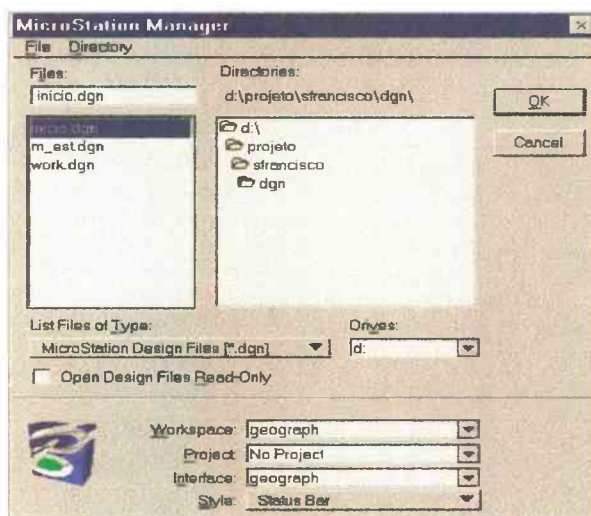 MicroStation Manager
File Directory
Files:
inicio.dgn
inicio.dgn
m_est.dgn
work.dgn
Directories:
d:\projeto\sfrancisco\dgn\
d:\
projeto
sfrancisco
dgn
OK
Cancel
List Files of Type:
MicroStation Design Files [*.dgn]
Drives:
d:
Open Design Files Read-Only
Workspace: geograph
Project: No Project
Interface: geograph
Style: Status Bar